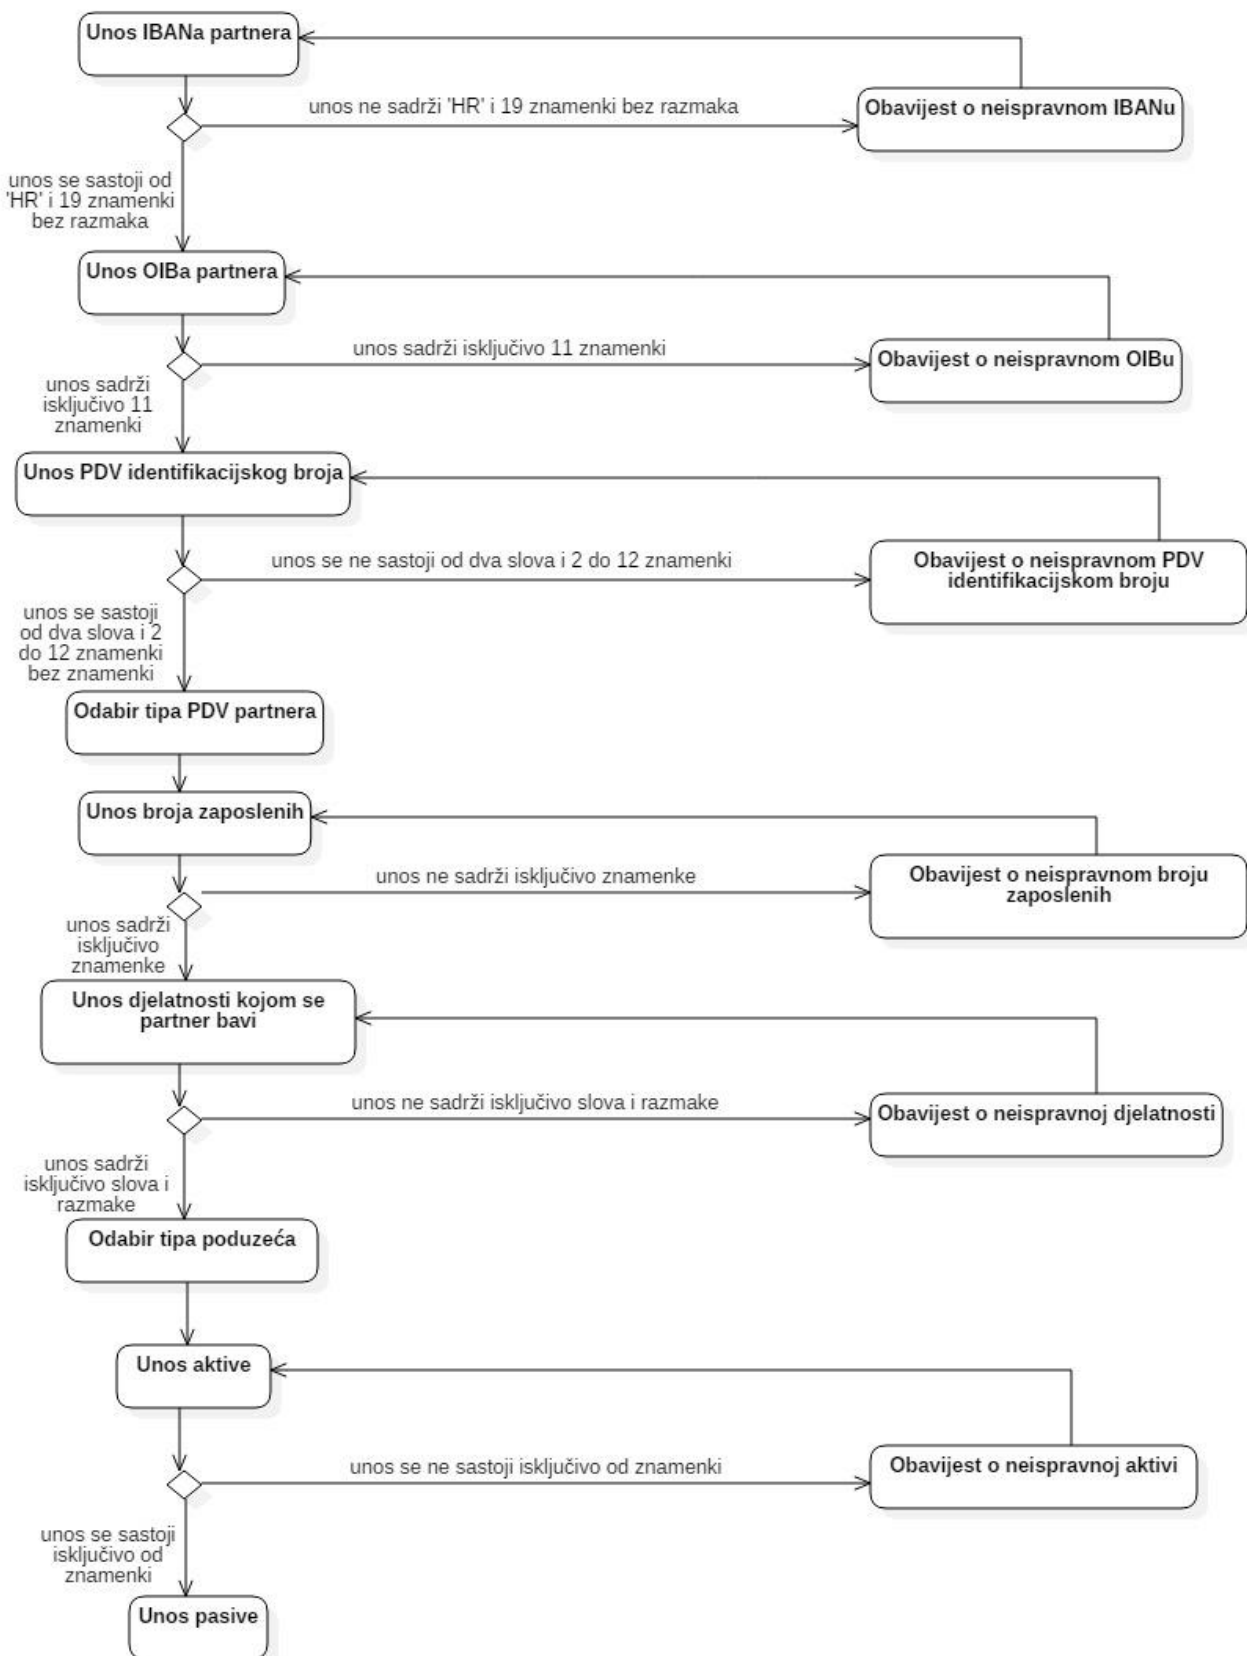 Unos IBANa partnera
unos ne sadrži 'HR' i 19 znamenki bez razmaka
Obavijest o neispravnom IBANu
unos se sastoji od
'HR' i 19 znamenki
bez razmaka
Unos OIBa partnera
unos sadrži isključivo 11 znamenki
Obavijest o neispravnom OIBu
unos sadrži
isključivo 11
znamenki
Unos PDV identifikacijskog broja
unos se ne sastoji od dva slova i 2 do 12 znamenki
Obavijest o neispravnom PDV
identifikacijskom broju
unos se sastoji
od dva slova i 2
do 12 znamenki
bez znamenki
Odabir tipa PDV partnera
Unos broja zaposlenih
unos ne sadrži isključivo znamenke
Obavijest o neispravnom broju
zaposlenih
unos sadrži
isključivo
znamenke
Unos djelatnosti kojom se
partner bavi
unos ne sadrži isključivo slova i razmake
Obavijest o neispravnoj djelatnosti
unos sadrži
isključivo slova i
razmake
Odabir tipa poduzeća
Unos aktive
unos se ne sastoji isključivo od znamenki
Obavijest o neispravnoj aktivi
unos se sastoji
isključivo od
znamenki
Unos pasive